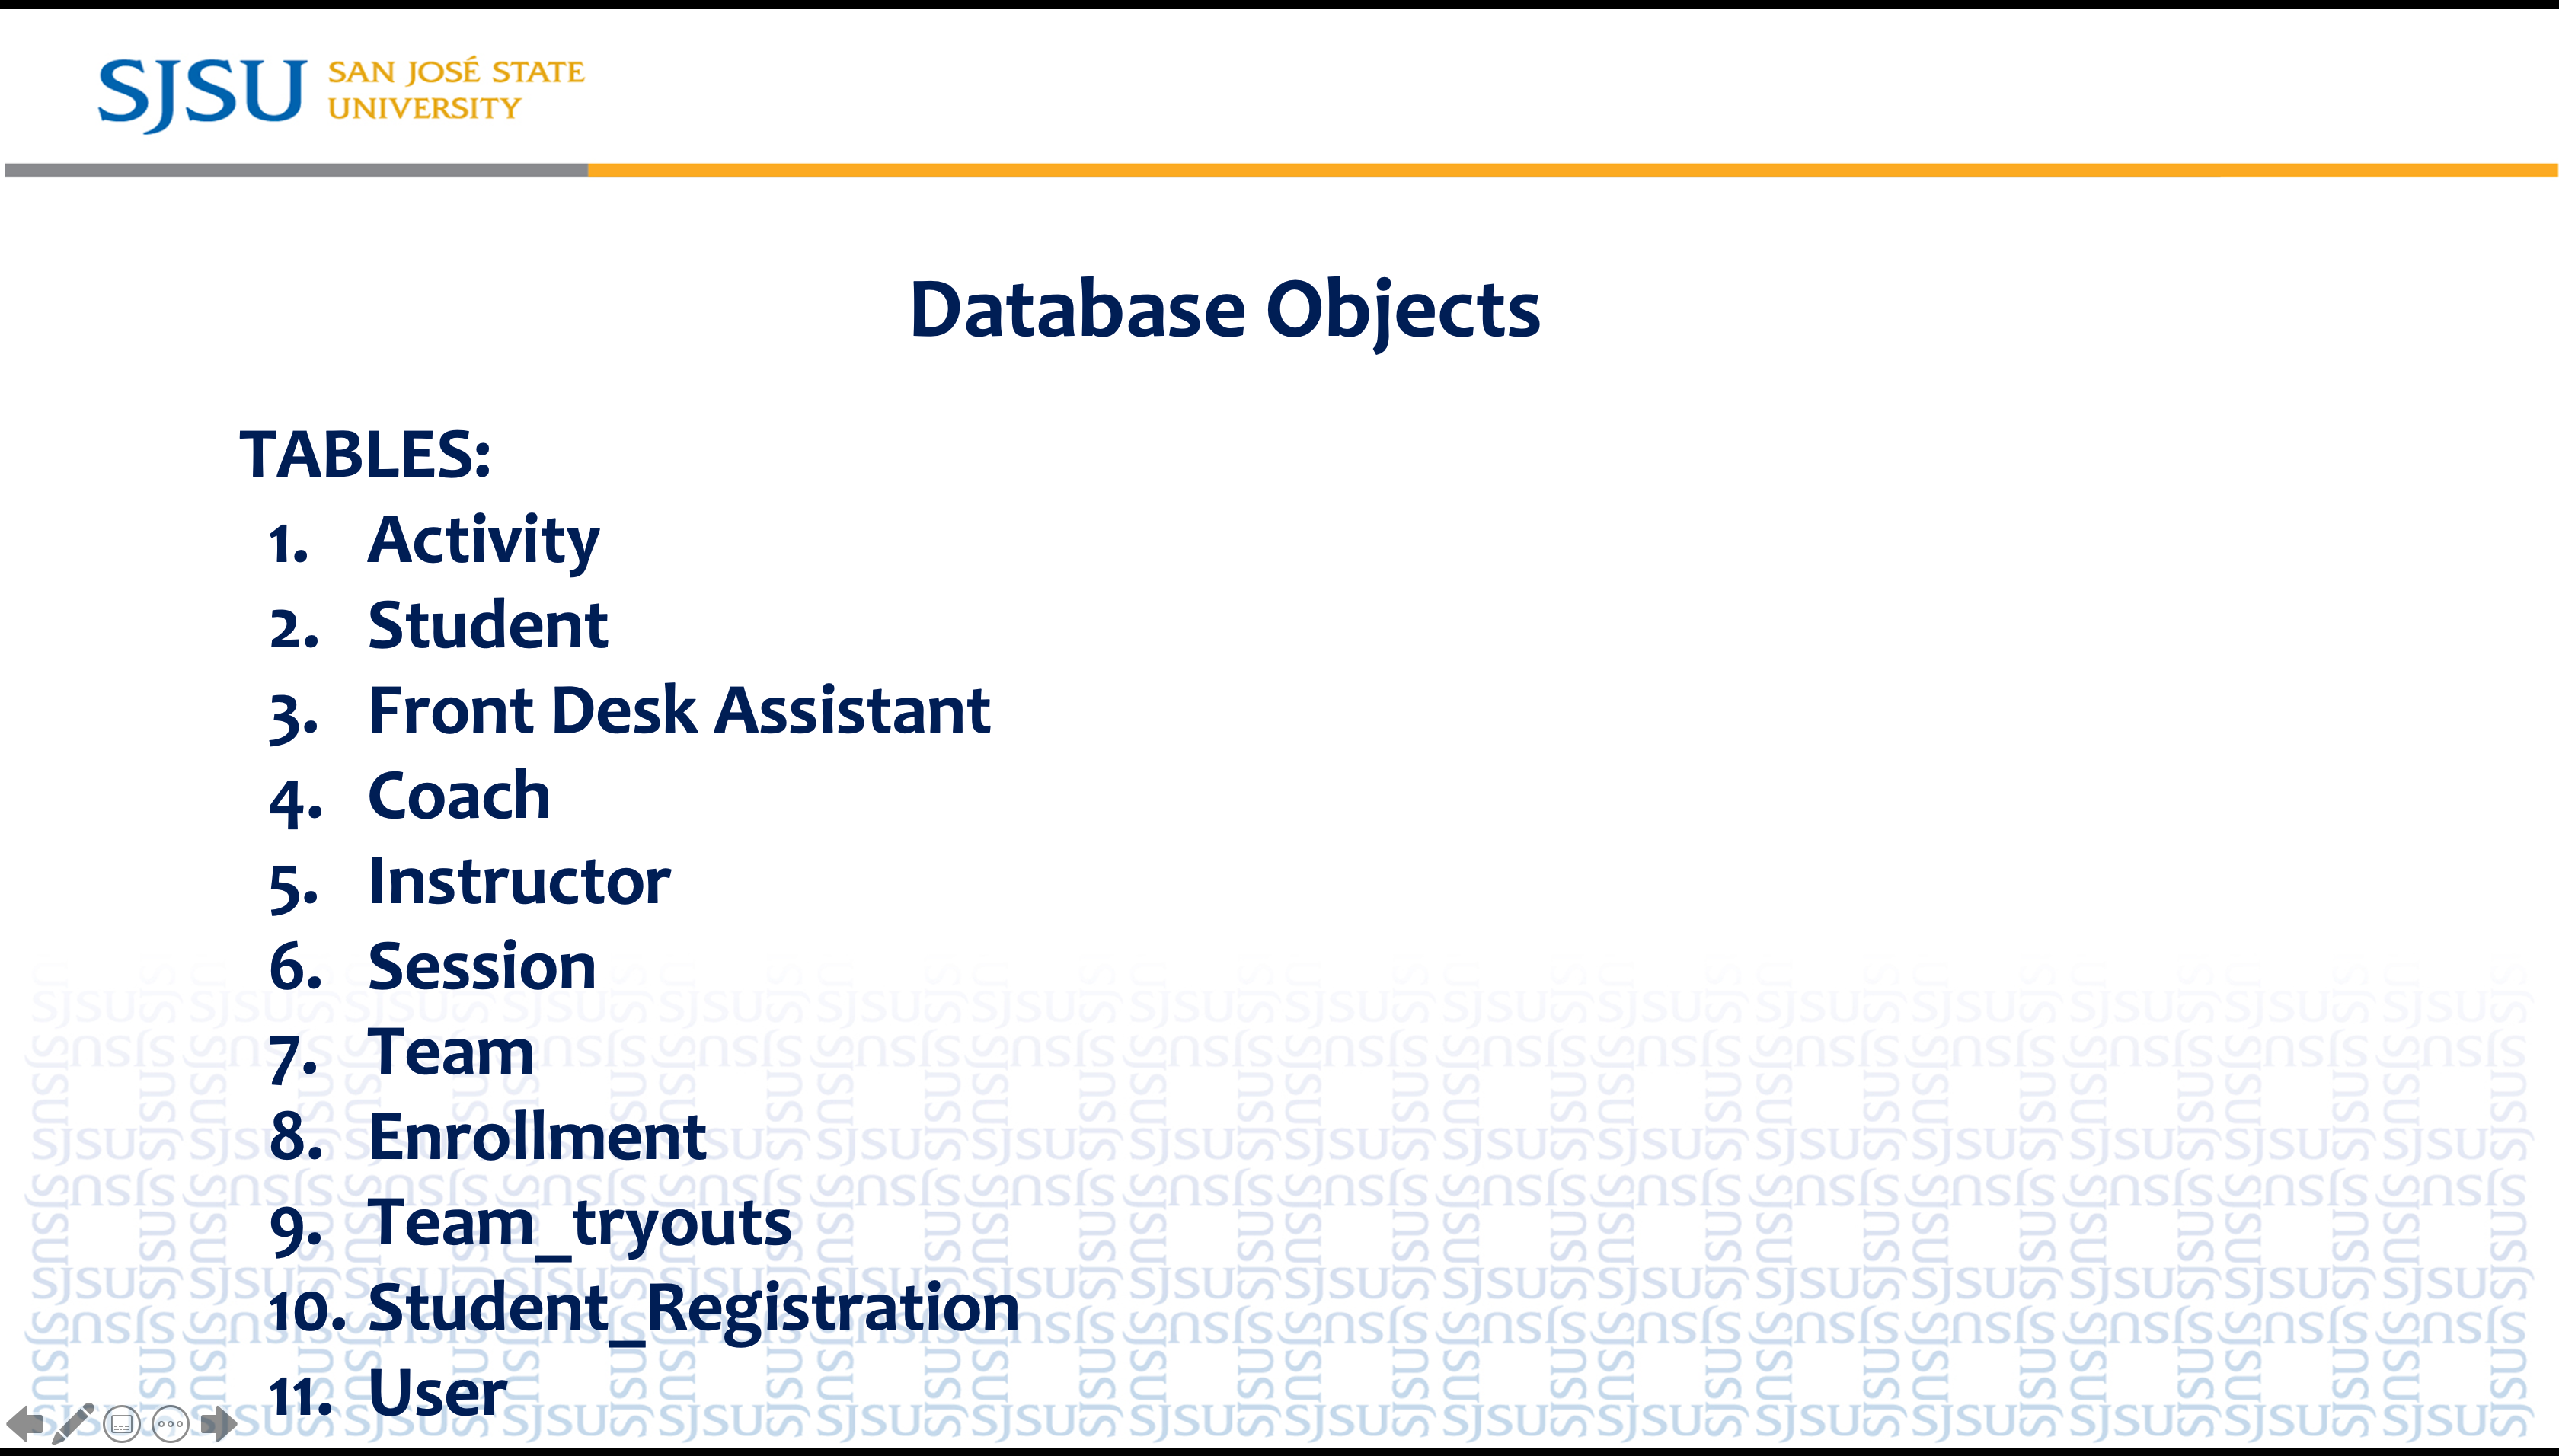 SJSU SAN JOSÉ STATE
UNIVERSITY
Database Objects
TABLES:
1. Activity
2. Student
3. Front Desk Assistant
4. Coach
5. Instructor
6. Session
7. Team
8. Enrollment
9. Team_tryouts
10. Student_Registration
11. User